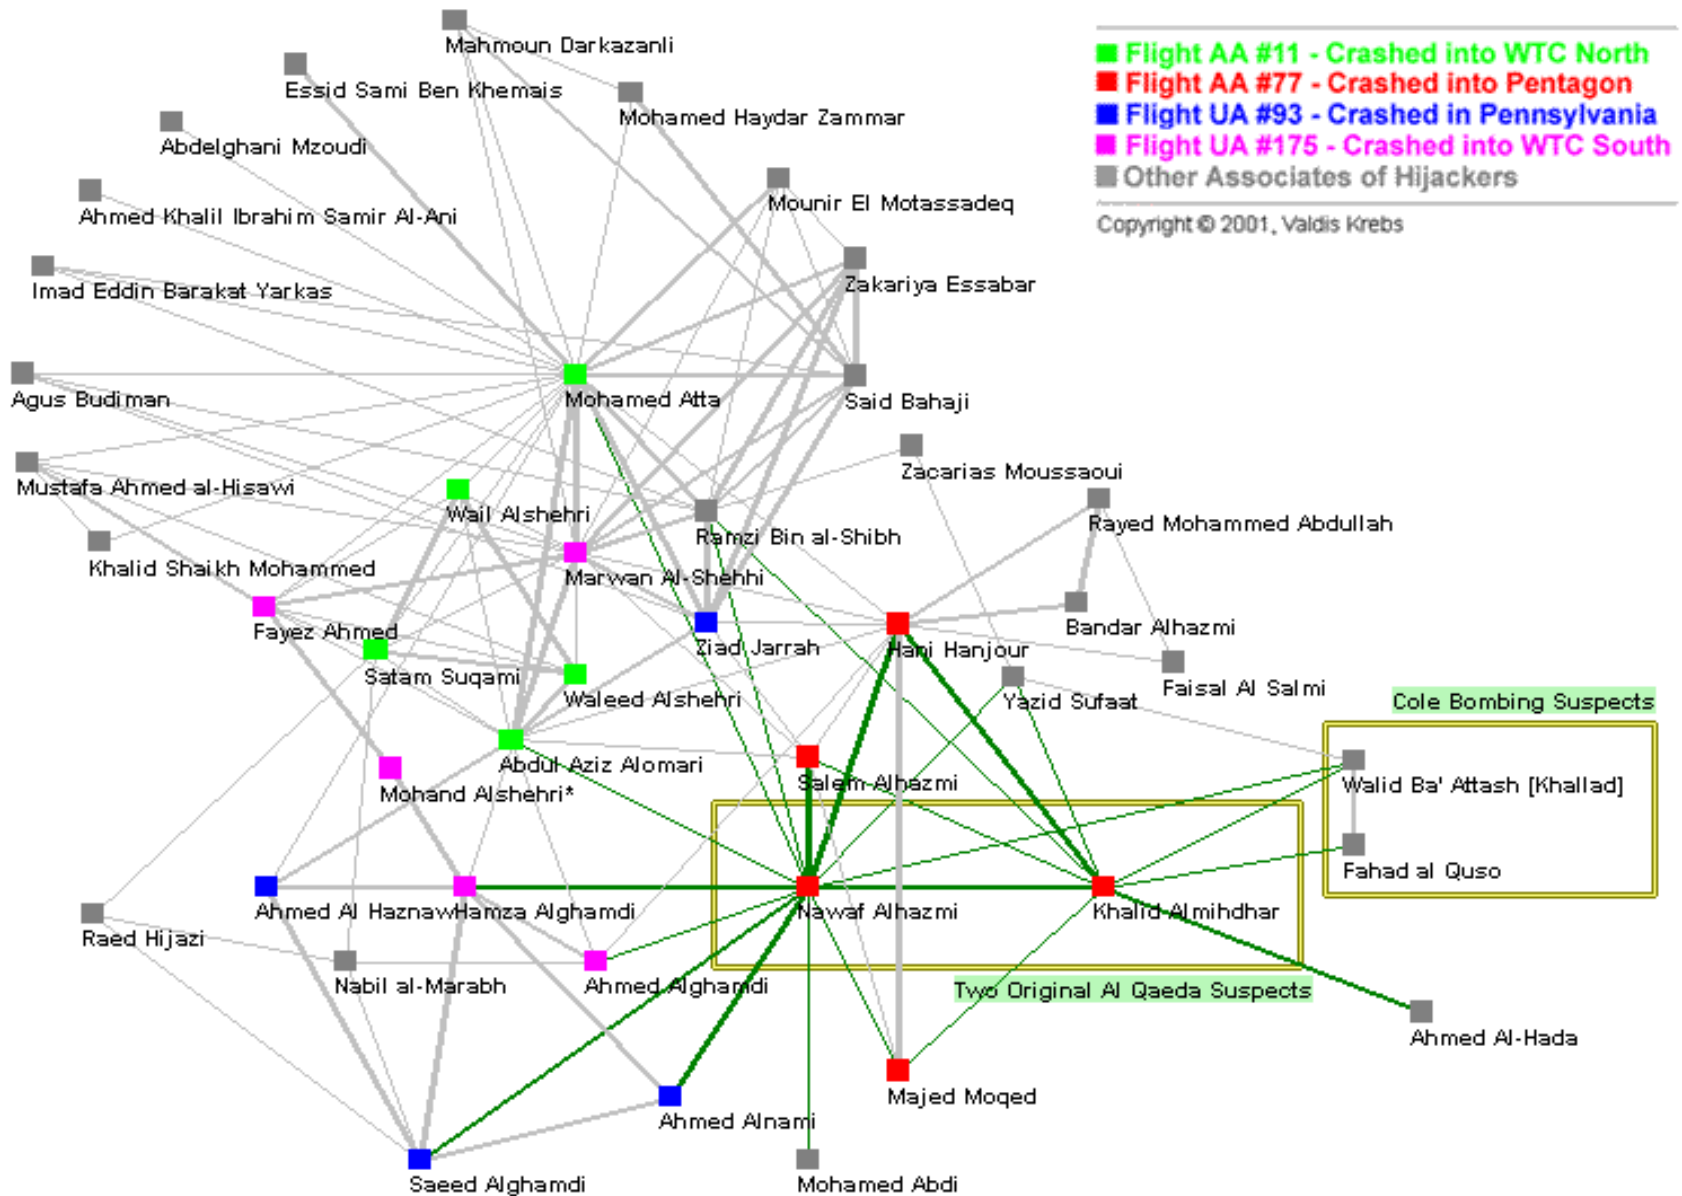 Mahmoun Darkazanli
Flight AA #11 - Crashed into WTC North
Essid Sami Ben Khemais
Flight AA #77 - Crashed into Pentagon
Mohamed Haydar Zammar
Flight UA #93 - Crashed in Pennsylvania
Abdelghani Mzoudi
Flight UA #175 - Crashed into WTC South
Other Associates of Hijackers
Mounir El Motassadeq
Ahmed Khalil Ibrahim Samir Al-Ani
Copyright © 2001, Valdis Krebs
Zakariya Essabar
Imad Eddin Barakat Yarkas
Agus Budiman
Mohamed Atta
Said Bahaji
Zacarias Moussaoui
Mustafa Ahmed al-Hisawi
Wail Alshehri
Rayed Mohammed Abdullah
Ramzi Bin al-Shibh
Khalid Shaikh Mohammed
Marwan Al-Shehhi
Fayez Ahmed
Bandar Alhazmi
Ziad Jarrah
Hani Hanjour
Satam Suqami
Faisal Al Salmi
Waleed Alshehri
Yazid Sufaat
Cole Bombing Suspects
Abdul Aziz Alomari
Salem Alhazmi
Walid Ba' Attash [Khallad]
Mohand Alshehri*
Fahad al Quso
Ahmed Al Haznaw
Hamza Alghamdi
Nawaf Alhazmi
Khalid Almihdhar
Raed Hijazi
Nabil al-Marabh
Ahmed Alghamdi
Two Original Al Qaeda Suspects
Ahmed Al-Hada
Majed Moqed
Ahmed Alnami
Saeed Alghamdi
Mohamed Abdi